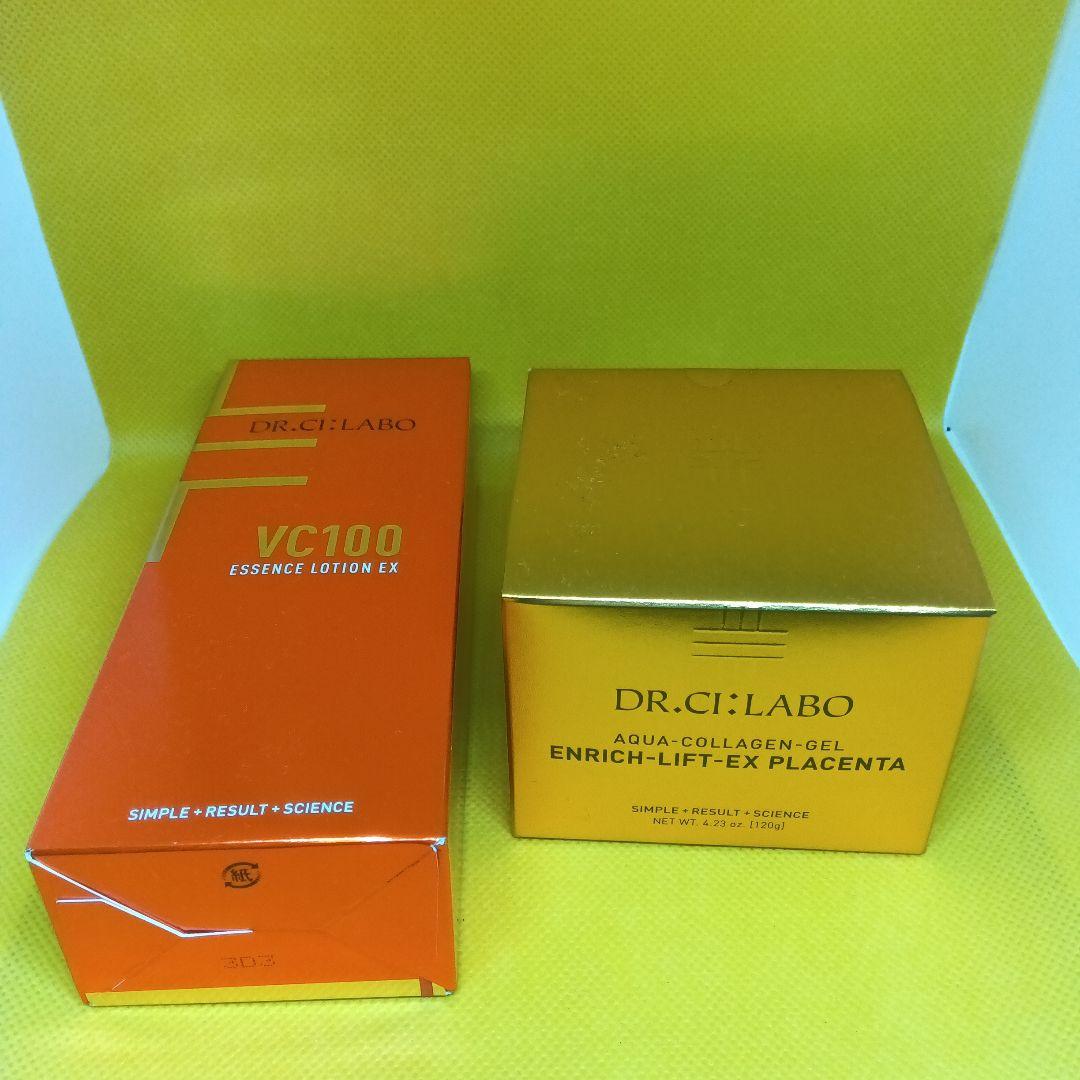 DR.CI:LABO
VC100
ESSENCE LOTION EX
SIMPLE + RESULT + SCIENCE
紙
3D3
DR.CI:LABO
AQUA-COLLAGEN-GEL
ENRICH-LIFT-EX PLACENTA
SIMPLE + RESULT + SCIENCE
NET WT. 4.23 oz. [120g]